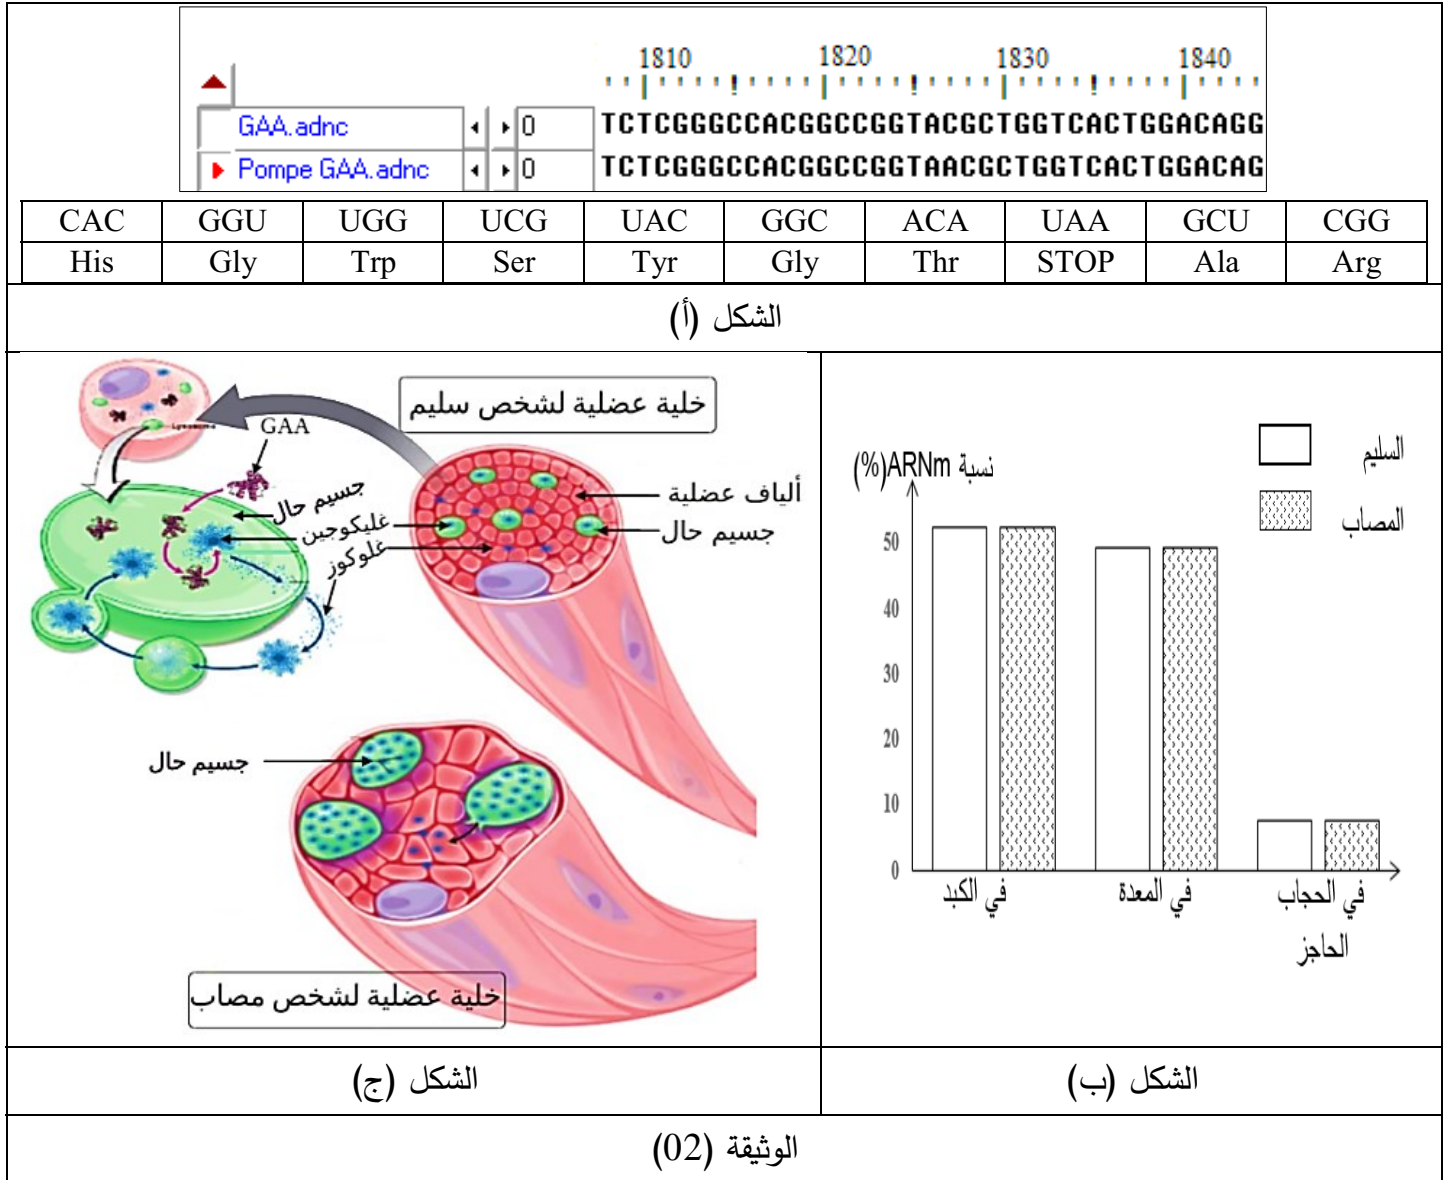 1810 1820 1830 1840
GAA.adnc 0 TCTCGGGCCACGGCCGGTACGCTGGTCACTGGACAGG
Pompe GAA.adnc 0 TCTCGGGCCACGGCCGGTAACGCTGGTCACTGGACAG
CAC GGU UGG UCG UAC GGC ACA UAA GCU CGG
His Gly Trp Ser Tyr Gly Thr STOP Ala Arg
الشكل (أ)
خلية عضلية لشخص سليم
Lysosome
GAA
جسيم حال
غليكوجين
غلوكوز
ألياف عضلية
جسيم حال
جسيم حال
خلية عضلية لشخص مصاب
السليم
المصاب
نسبة ARNm(%)
50
40
30
20
10
0
في الكبد في المعدة في الحجاب
الحاجز
الشكل (ج) الشكل (ب)
الوثيقة (02)